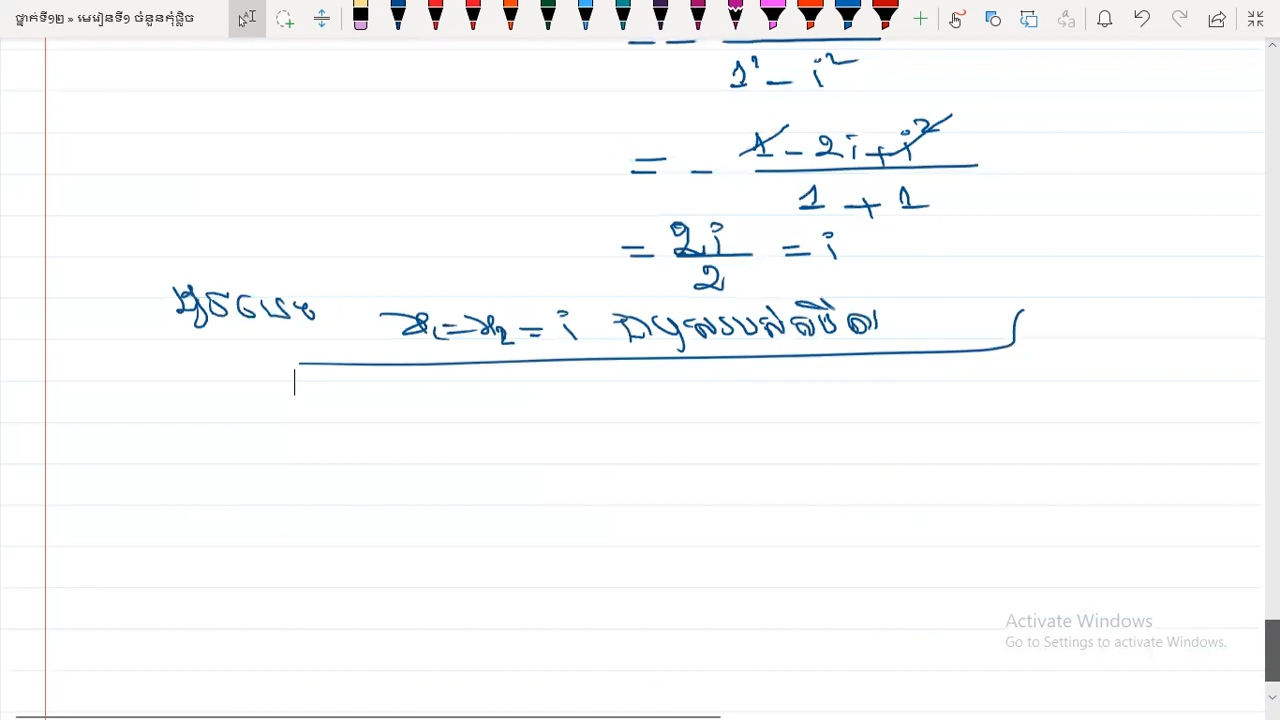 ថ្នាក់ទី១២ » មេរៀនទី១ ចំនួនកុំផ្លិច
1² - i²
= - 1 - 2i + i²
1 + 1
= 2i / 2 = i
ដូចនេះ x₁ = x₂ = i ជាឫសរបស់សមីការ
Activate Windows
Go to Settings to activate Windows.